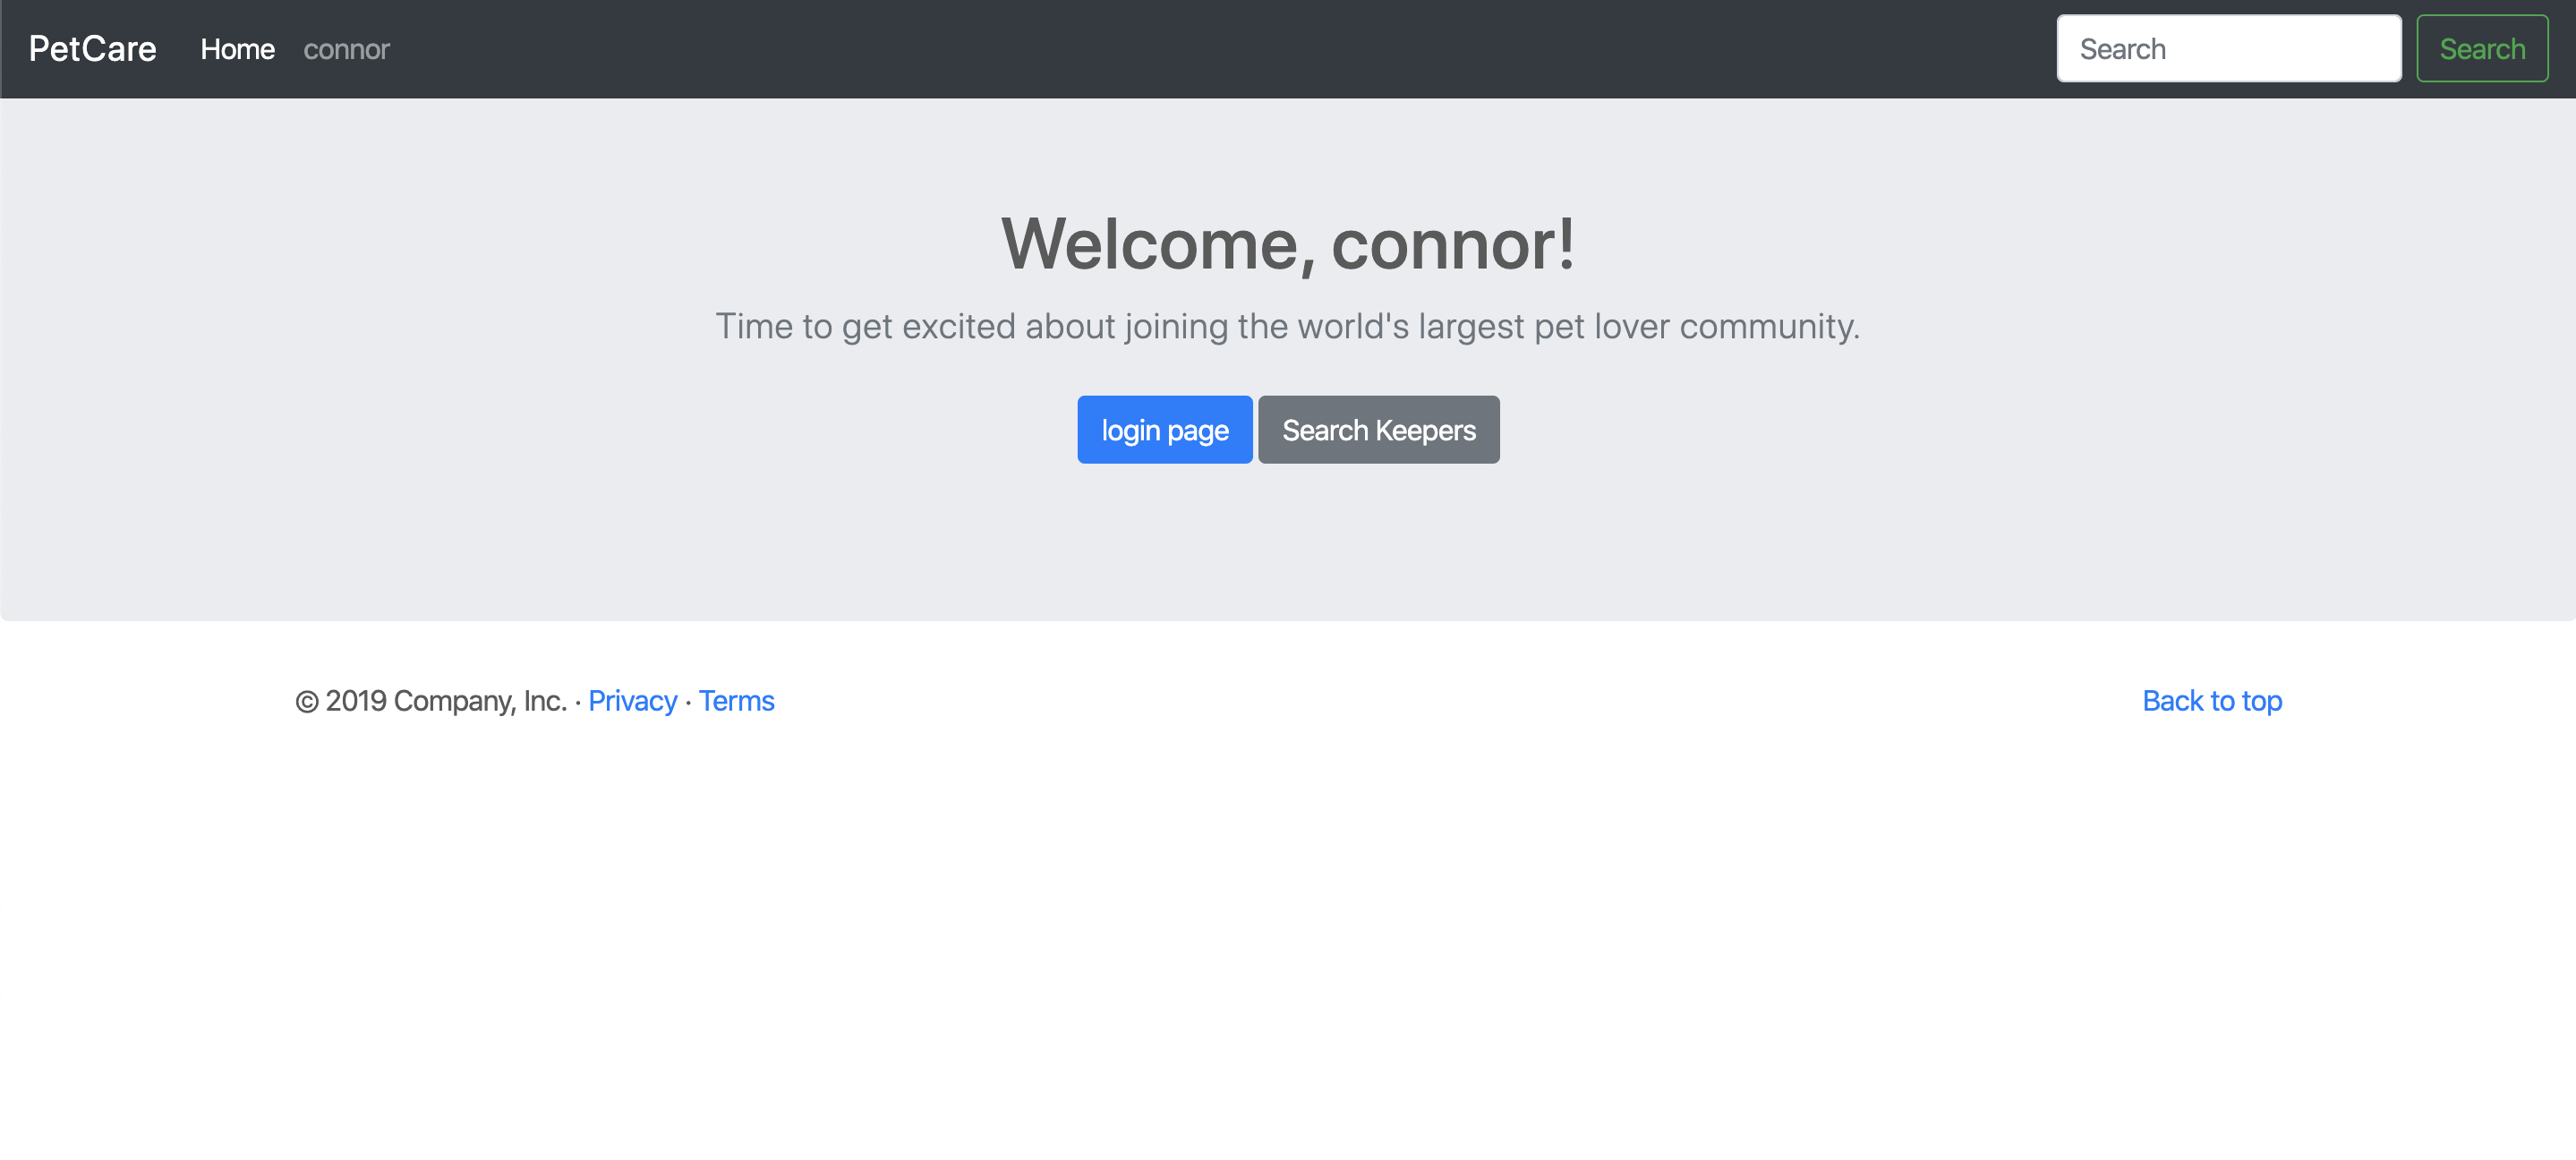 PetCare Home connor Search Search
Welcome, connor!
Time to get excited about joining the world's largest pet lover community.
login page Search Keepers
© 2019 Company, Inc. · Privacy · Terms Back to top